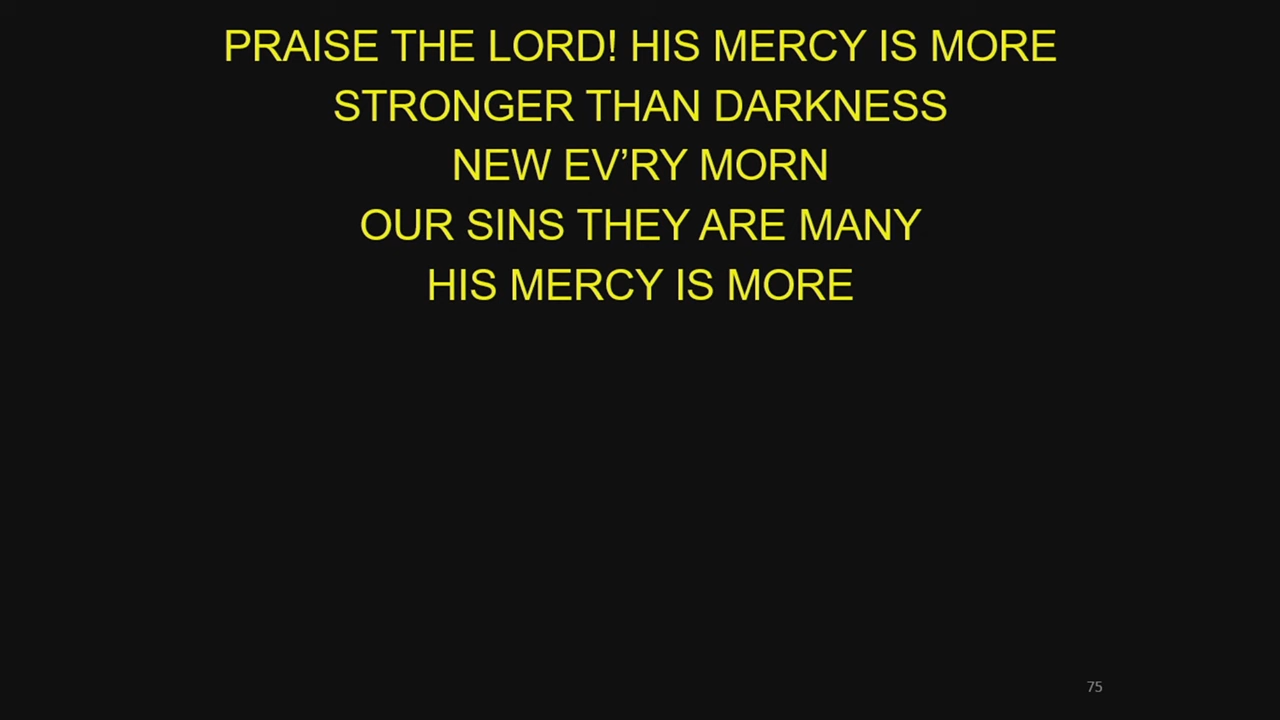 PRAISE THE LORD! HIS MERCY IS MORE
STRONGER THAN DARKNESS
NEW EV’RY MORN
OUR SINS THEY ARE MANY
HIS MERCY IS MORE
75